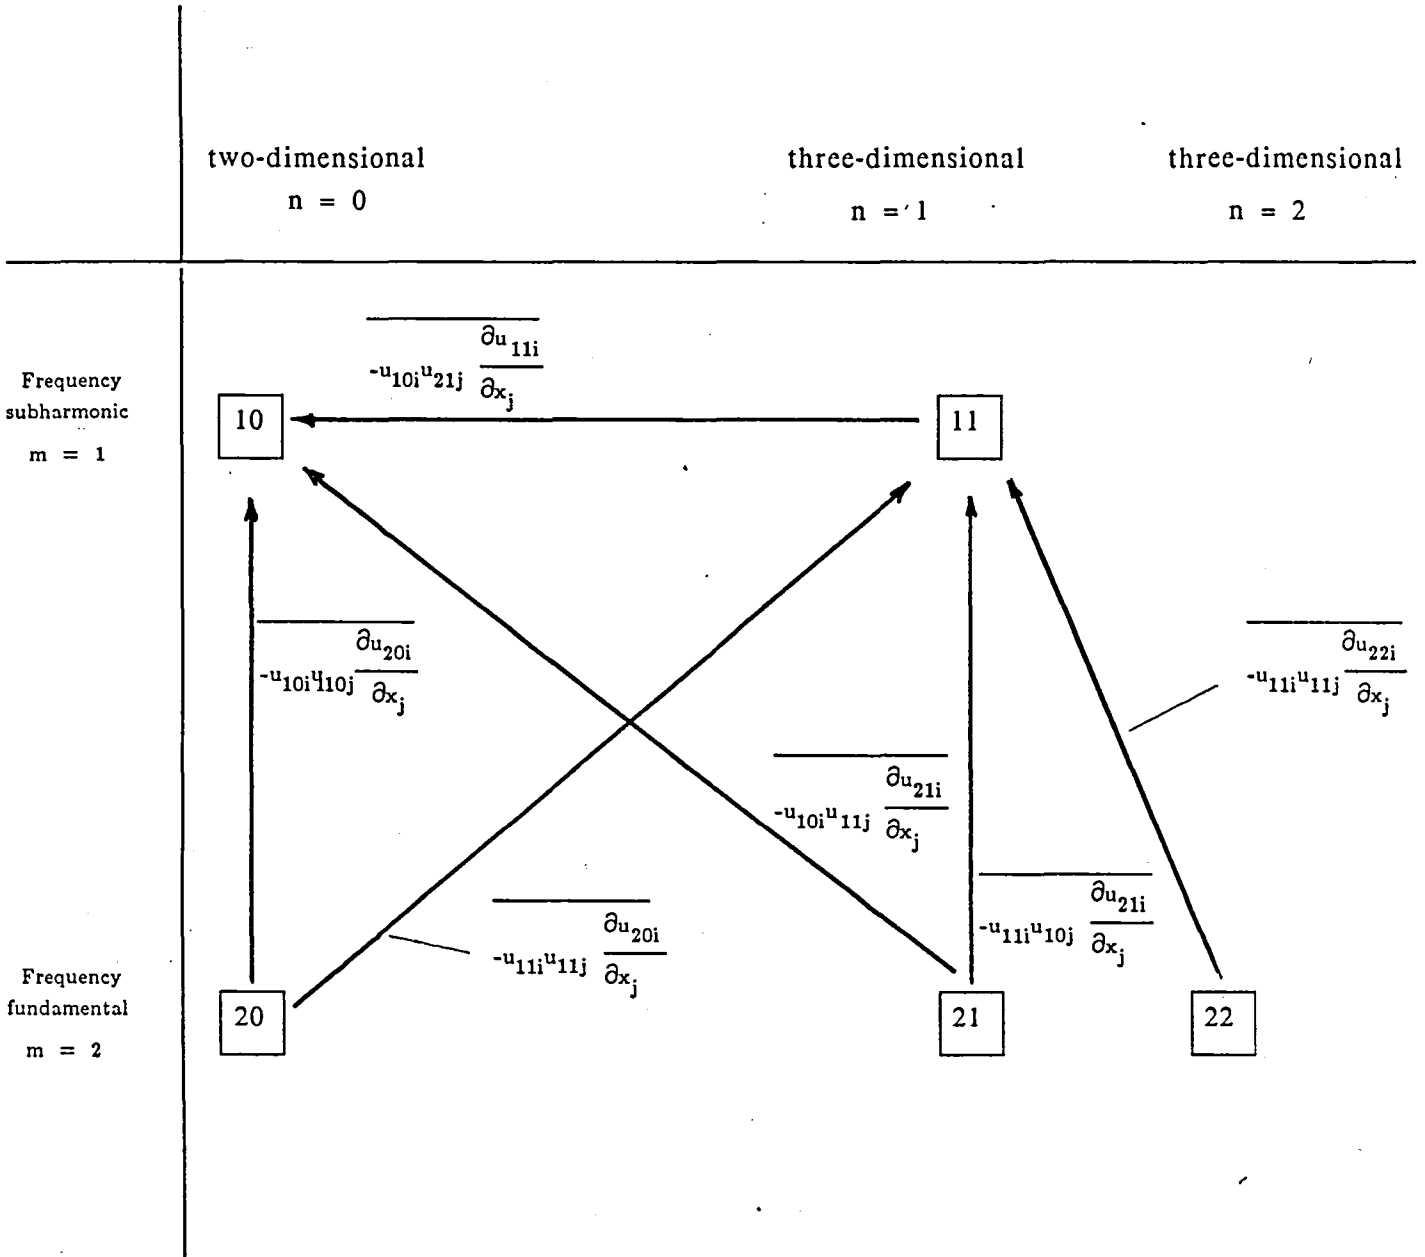 two-dimensional three-dimensional three-dimensional
n = 0 n = 1 n = 2
∂u11i
-u10iu21j ∂xj
Frequency
subharmonic
m = 1
10 11
∂u20i
-u10iu10j ∂xj
∂u22i
-u11iu11j ∂xj
∂u21i
-u10iu11j ∂xj
∂u21i
-u11iu10j ∂xj
∂u20i
-u11iu11j ∂xj
Frequency
fundamental
m = 2
20 21 22